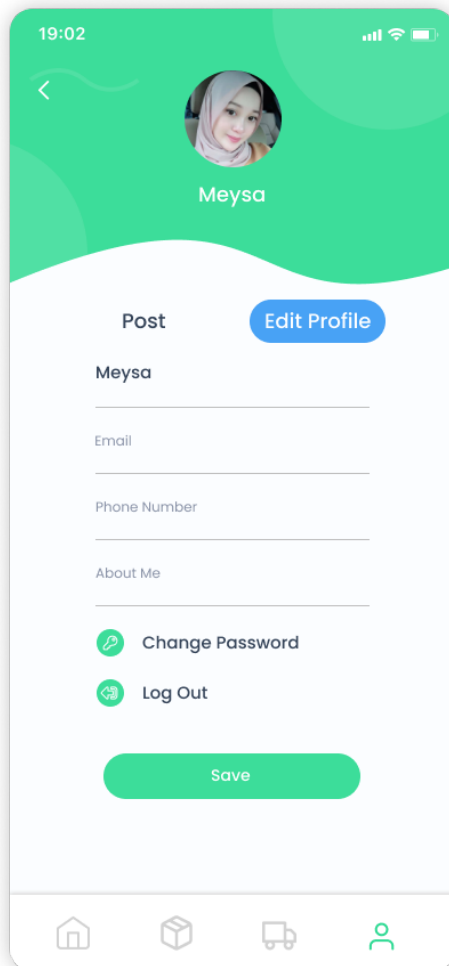 19:02
Meysa
Post
Edit Profile
Meysa
Email
Phone Number
About Me
Change Password
Log Out
Save